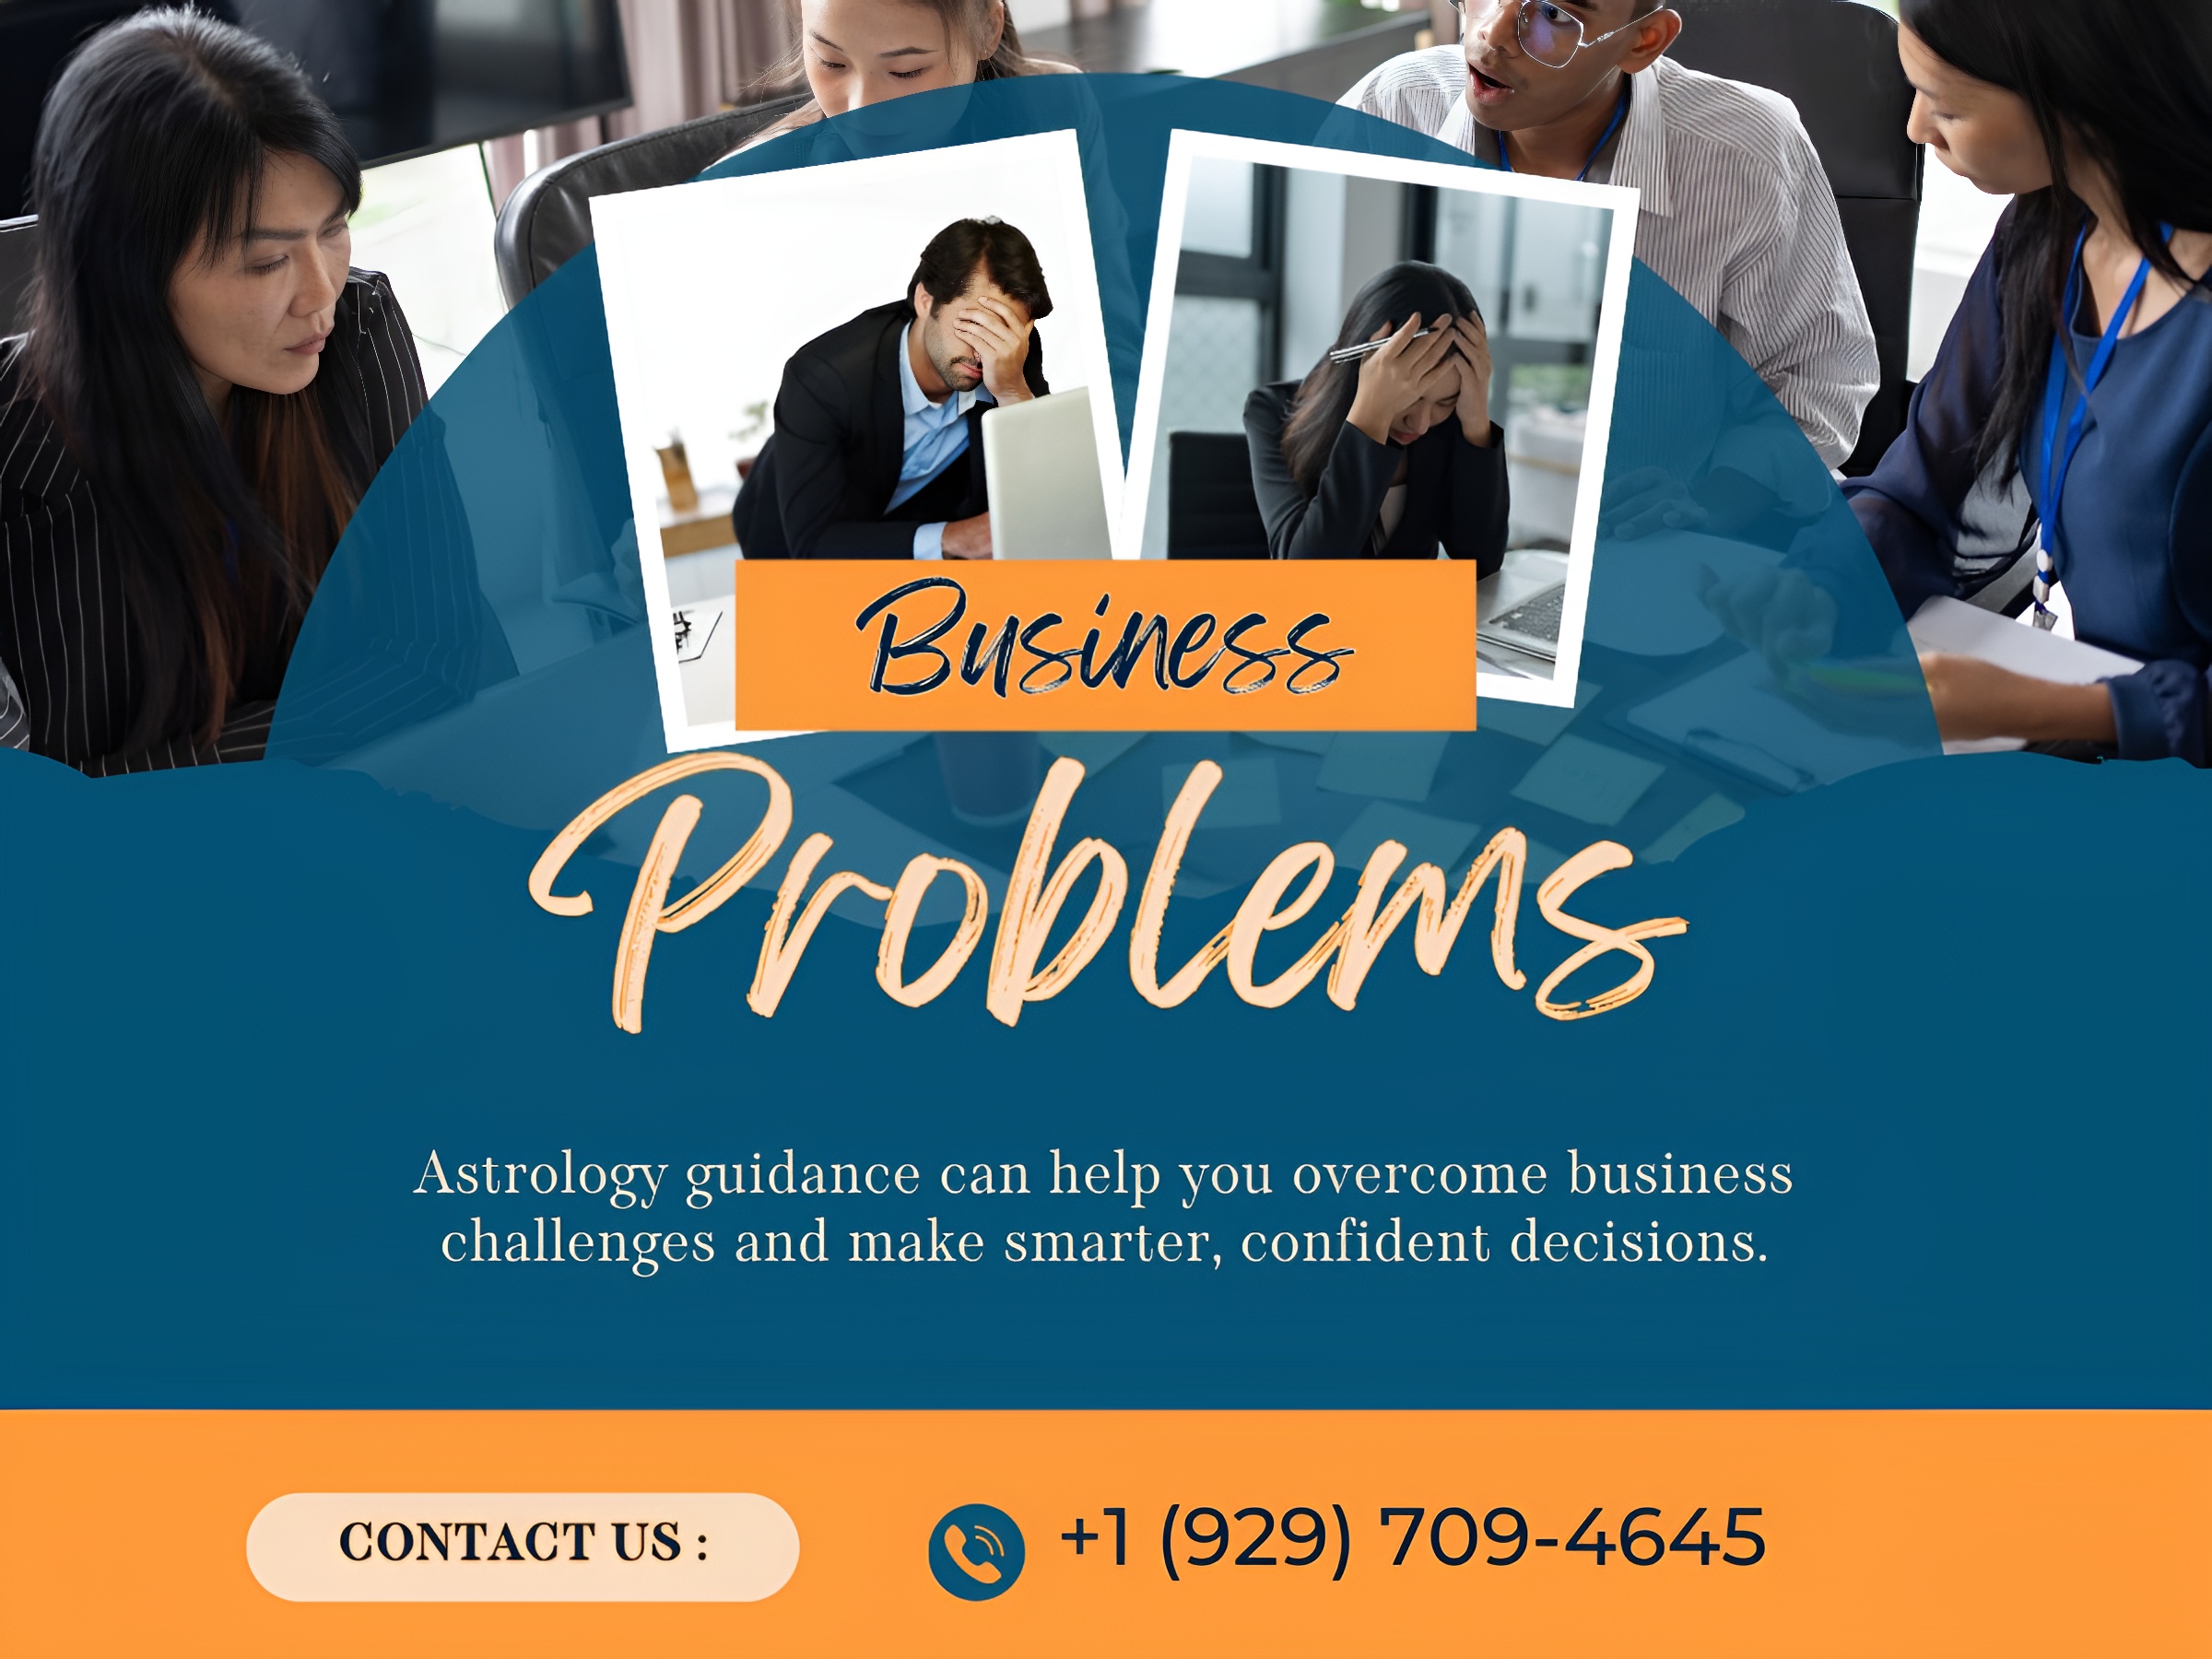 Business
Problems
Astrology guidance can help you overcome business
challenges and make smarter, confident decisions.
CONTACT US :
+1 (929) 709-4645